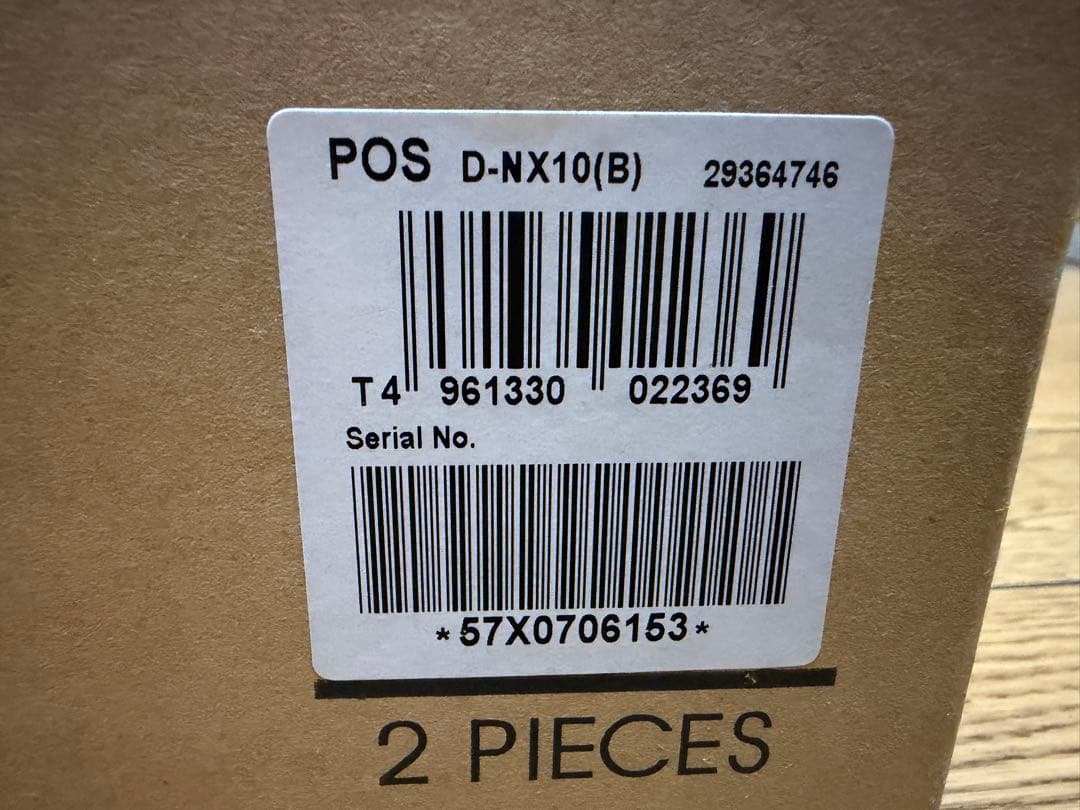 POS D-NX10(B) 29364746
T4 961330 022369
Serial No.
*57X0706153*
2 PIECES